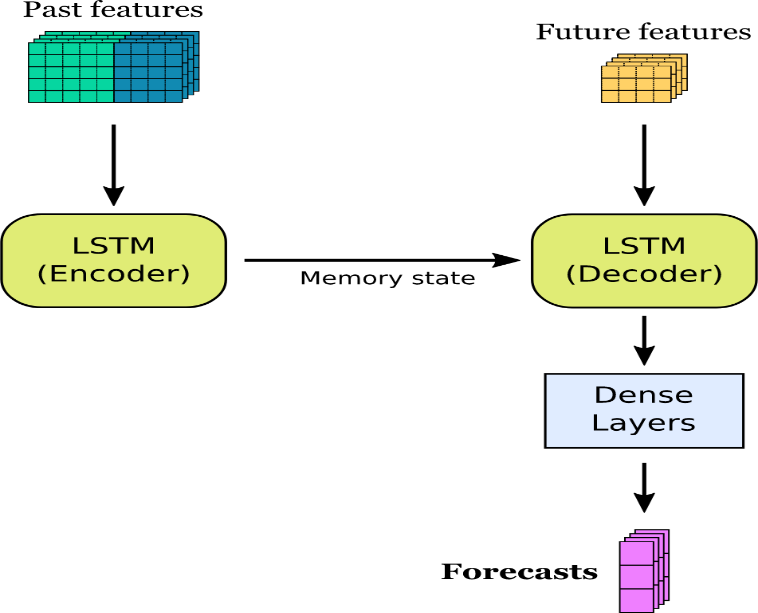 Past features
Future features
LSTM
(Encoder)
Memory state
LSTM
(Decoder)
Dense
Layers
Forecasts